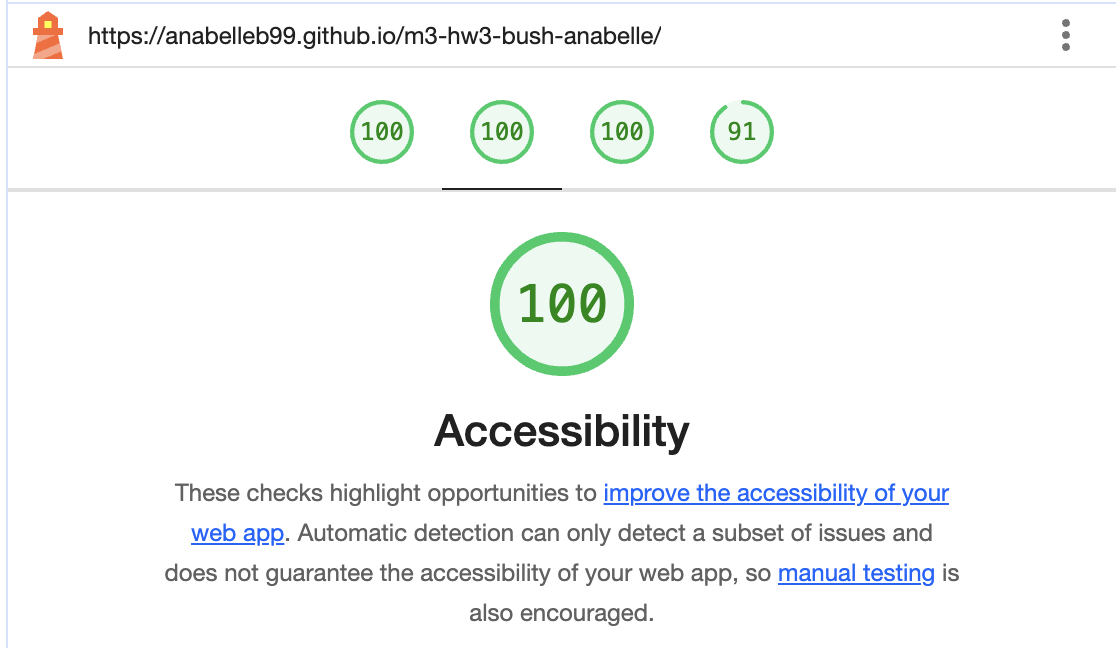 https://anabelleb99.github.io/m3-hw3-bush-anabelle/
100 100 100 91
100
Accessibility
These checks highlight opportunities to improve the accessibility of your
web app. Automatic detection can only detect a subset of issues and
does not guarantee the accessibility of your web app, so manual testing is
also encouraged.